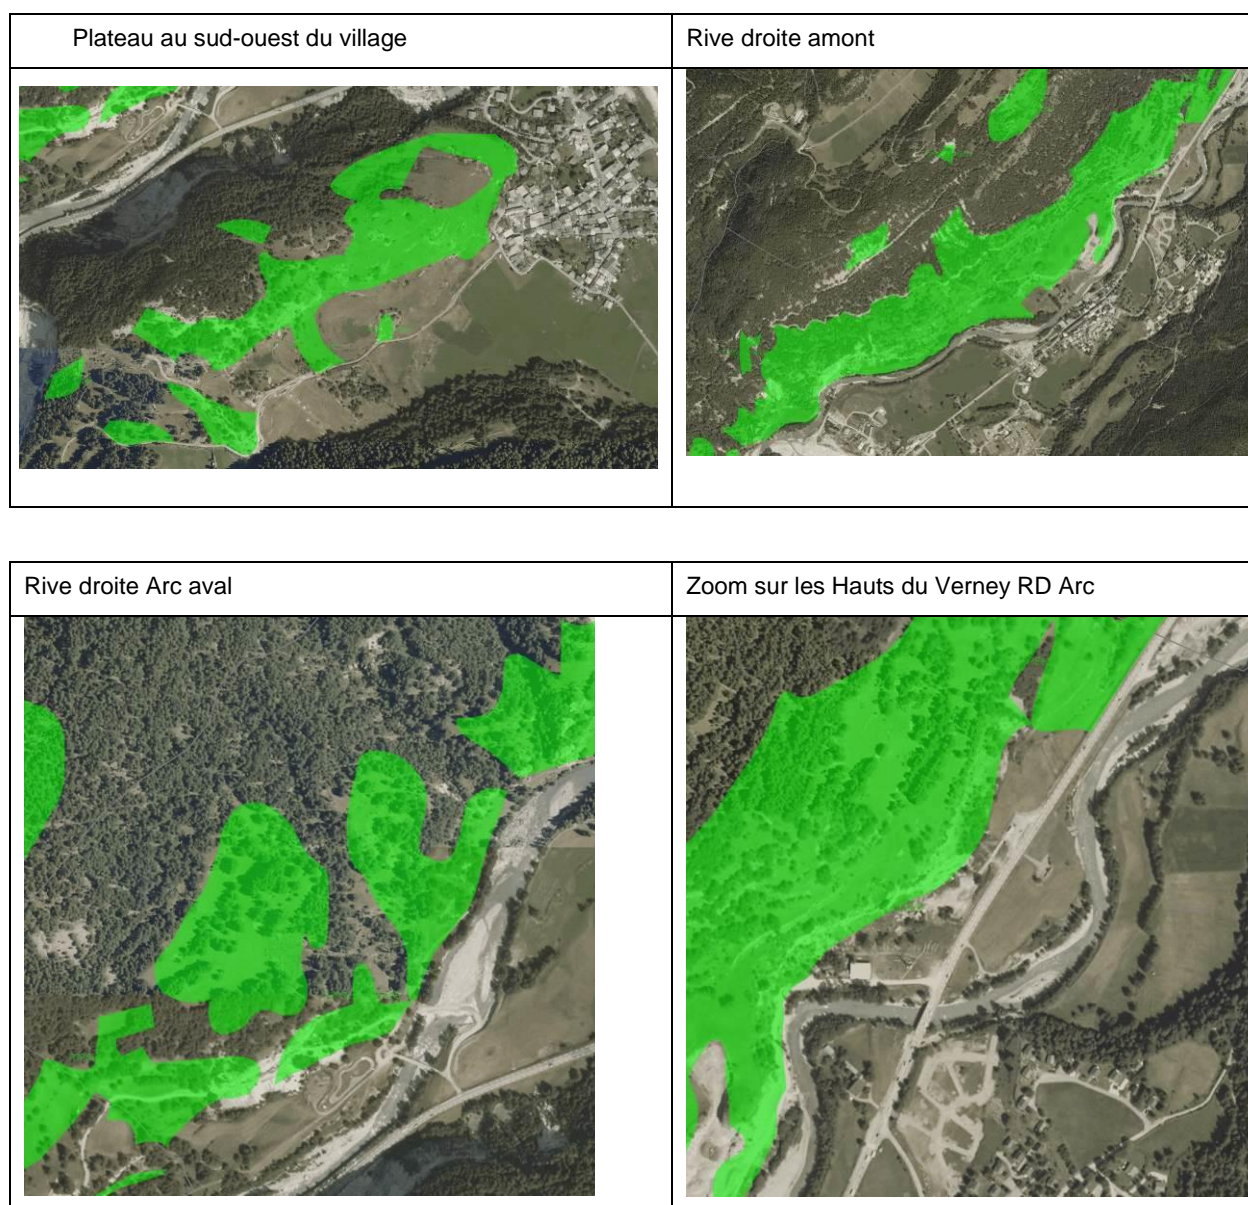 Plateau au sud-ouest du village
Rive droite amont
Rive droite Arc aval
Zoom sur les Hauts du Verney RD Arc